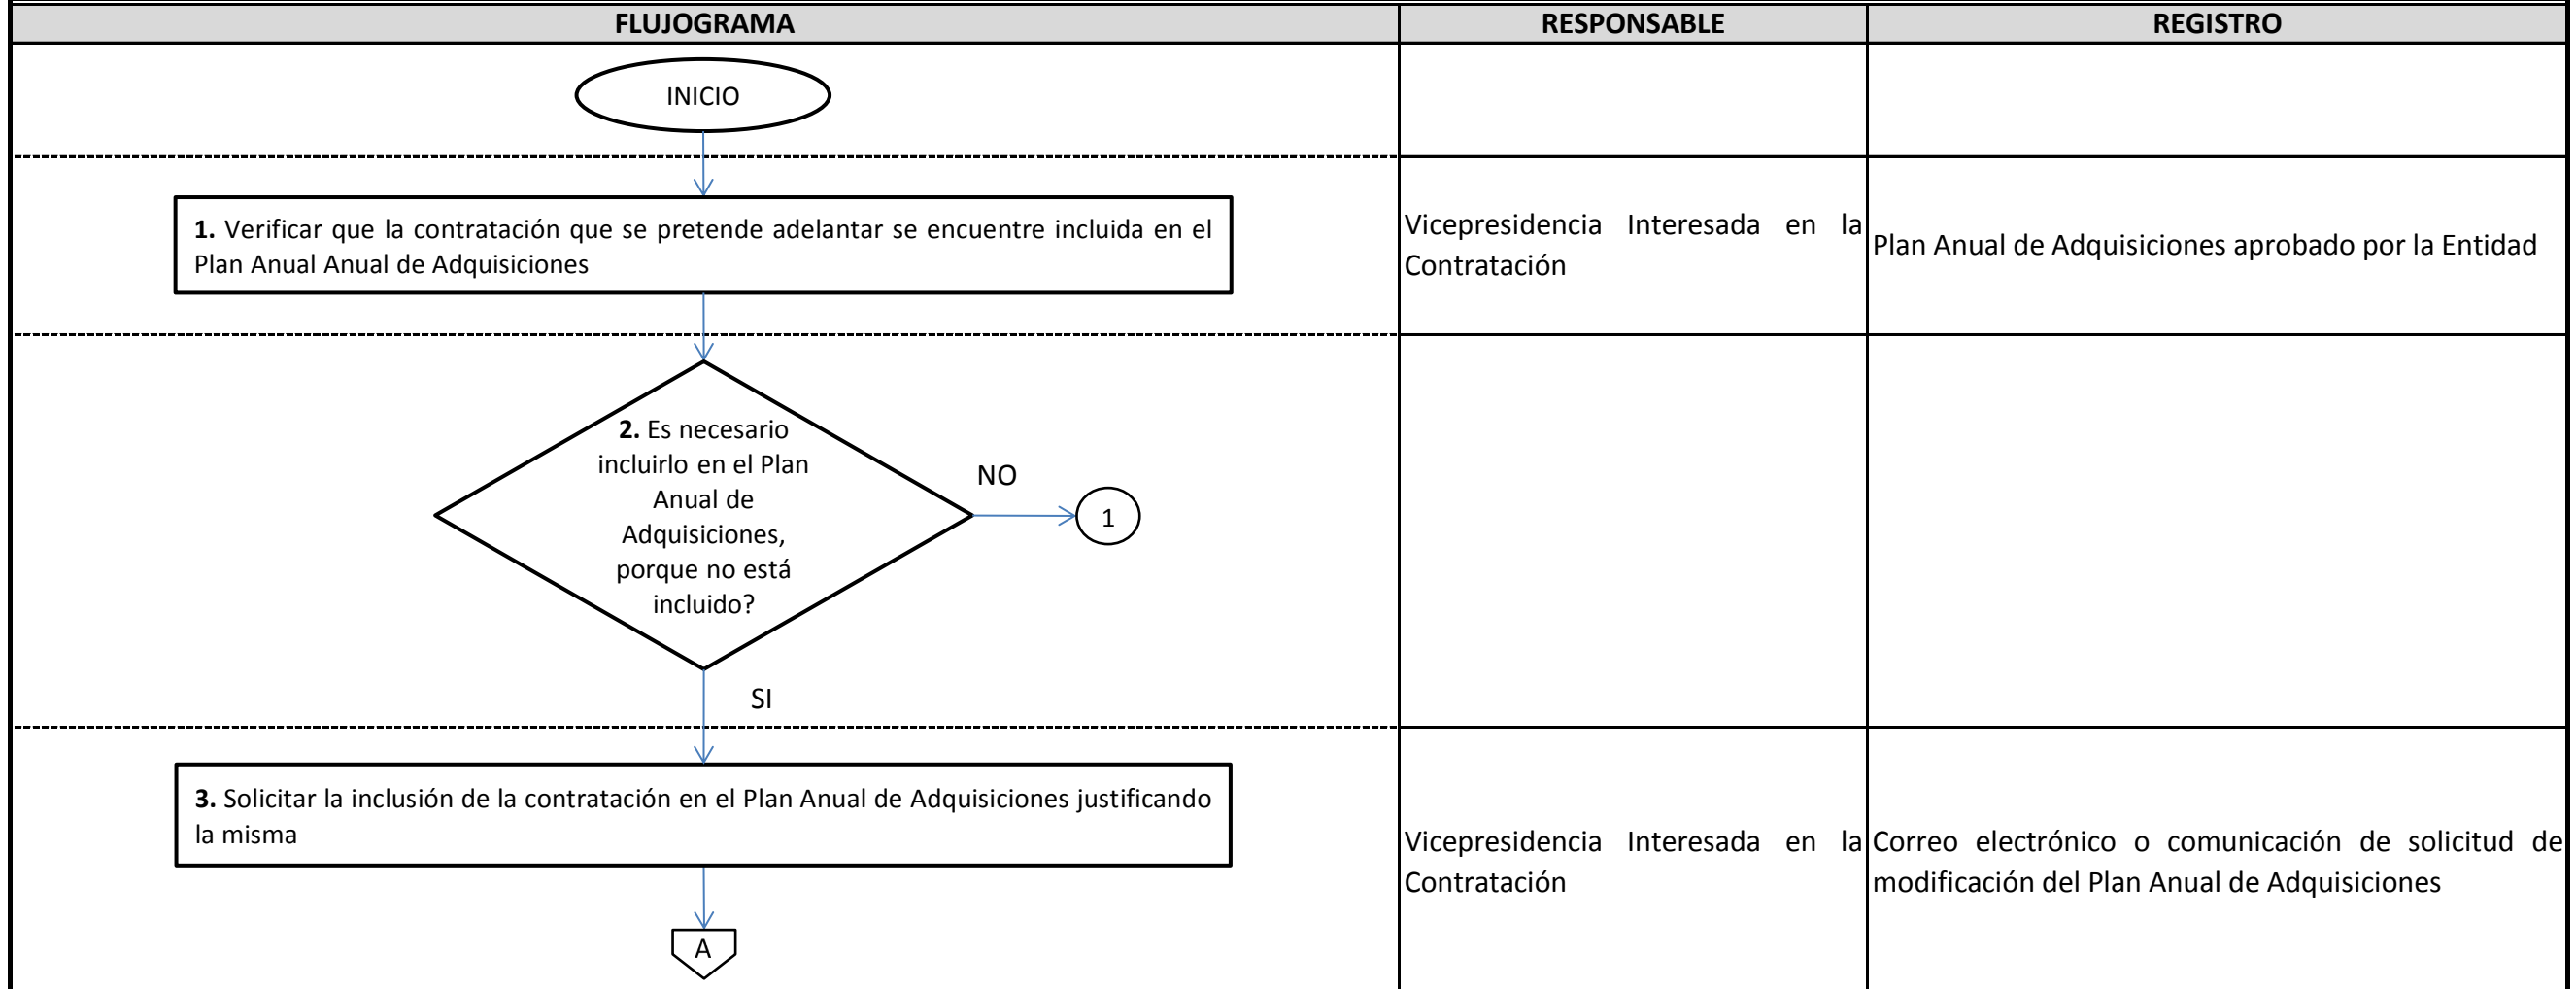 FLUJOGRAMA RESPONSABLE REGISTRO
INICIO
1. Verificar que la contratación que se pretende adelantar se encuentre incluida en el
Plan Anual Anual de Adquisiciones
Vicepresidencia Interesada en la
Contratación
Plan Anual de Adquisiciones aprobado por la Entidad
2. Es necesario
incluirlo en el Plan
Anual de
Adquisiciones,
porque no está
incluido?
NO
1
SI
3. Solicitar la inclusión de la contratación en el Plan Anual de Adquisiciones justificando
la misma
Vicepresidencia Interesada en la
Contratación
Correo electrónico o comunicación de solicitud de
modificación del Plan Anual de Adquisiciones
A